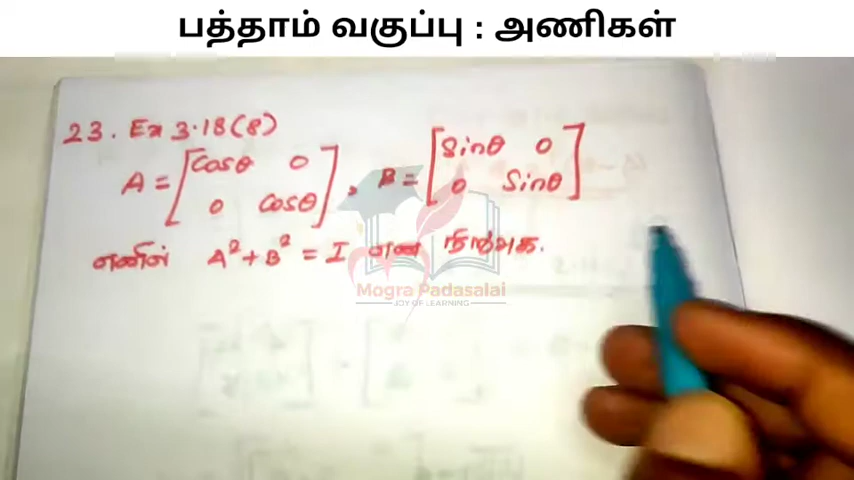 பத்தாம் வகுப்பு : அணிகள்
23. Ex 3.18(8)
A = [Cosθ 0
0 Cosθ], B = [Sinθ 0
0 Sinθ]
எனில் A² + B² = I என நிறுவுக.
Mogra Padasalai
JOY OF LEARNING